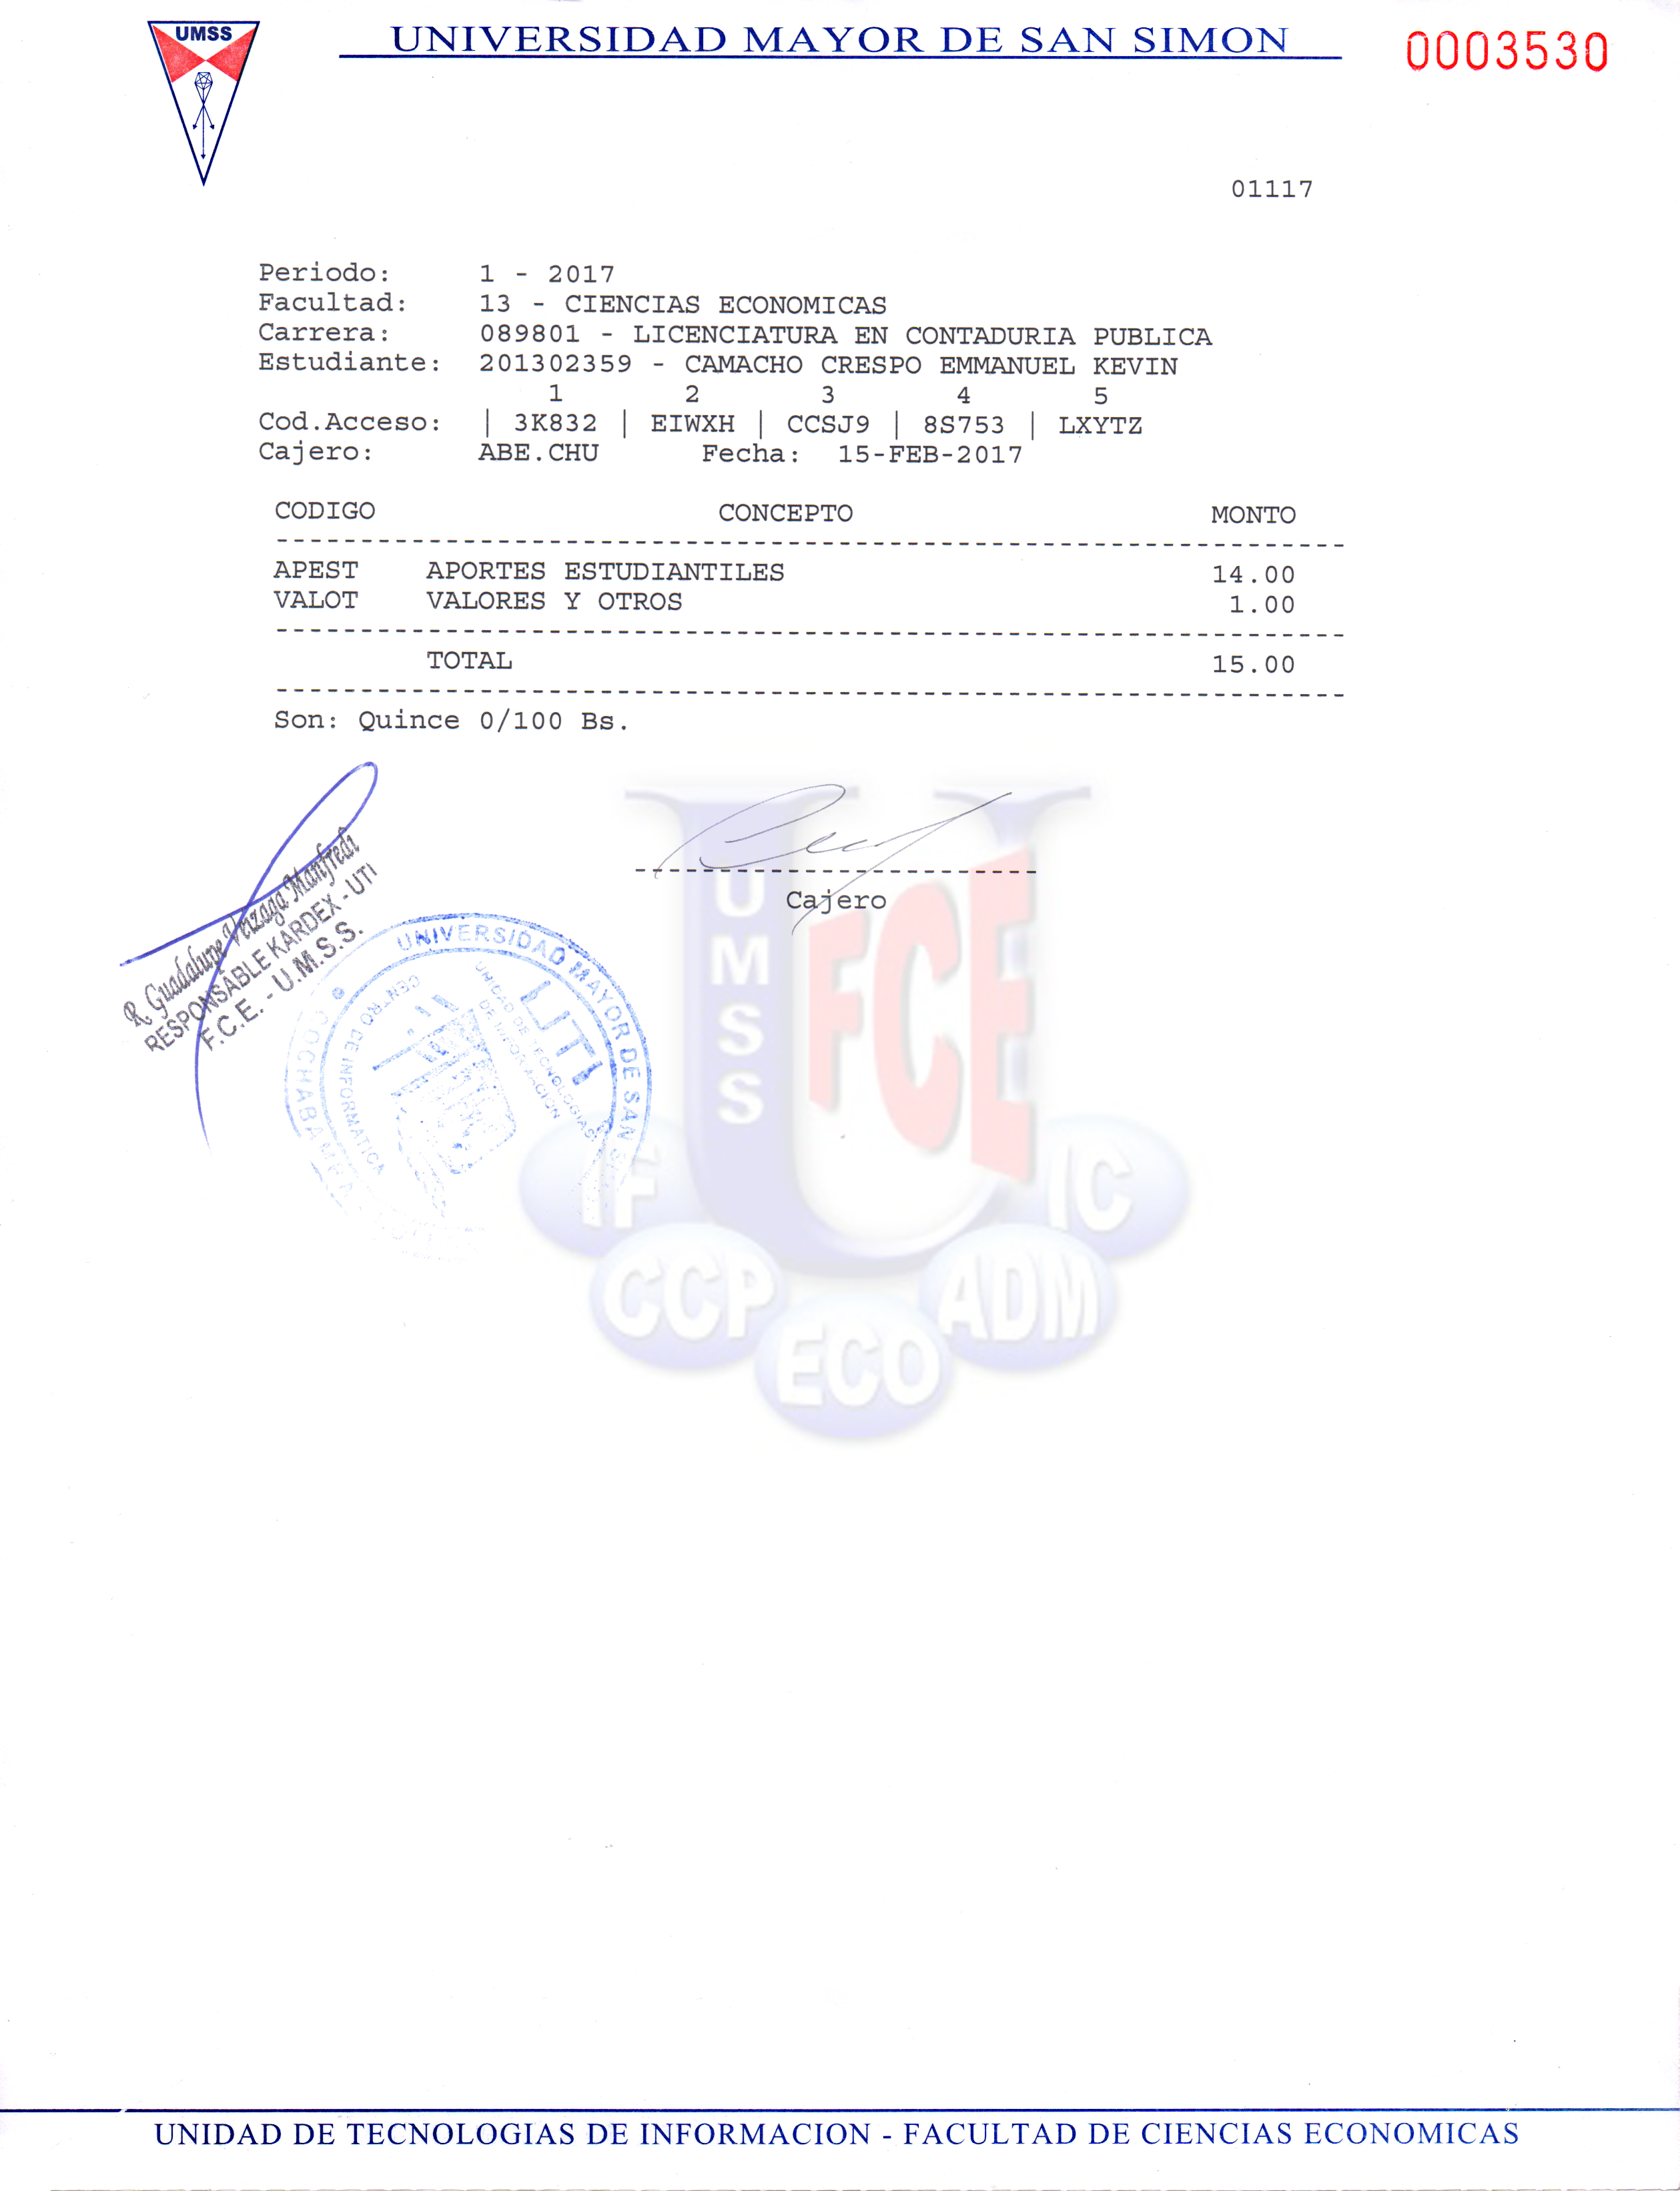 UMSS
UNIVERSIDAD MAYOR DE SAN SIMON
0003530
01117
Periodo: 1 - 2017
Facultad: 13 - CIENCIAS ECONOMICAS
Carrera: 089801 - LICENCIATURA EN CONTADURIA PUBLICA
Estudiante: 201302359 - CAMACHO CRESPO EMMANUEL KEVIN
1 2 3 4 5
Cod.Acceso: | 3K832 | EIWXH | CCSJ9 | 8S753 | LXYTZ
Cajero: ABE.CHU Fecha: 15-FEB-2017
CODIGO CONCEPTO MONTO
APEST APORTES ESTUDIANTILES 14.00
VALOT VALORES Y OTROS 1.00
TOTAL 15.00
Son: Quince 0/100 Bs.
Cajero
R. Guadalupe Manfredi
RESPONSABLE KARDEX - UTI
F.C.E. - U.M.S.S.
UNIVERSIDAD MAYOR DE SAN
COCHABAMBA
CENTRO DE INFORMATICA
UTI
UNIDAD DE TECNOLOGIAS
DE INFORMACION
UMSS
FCE
IF
CCP
ECO
ADM
IC
UNIDAD DE TECNOLOGIAS DE INFORMACION - FACULTAD DE CIENCIAS ECONOMICAS